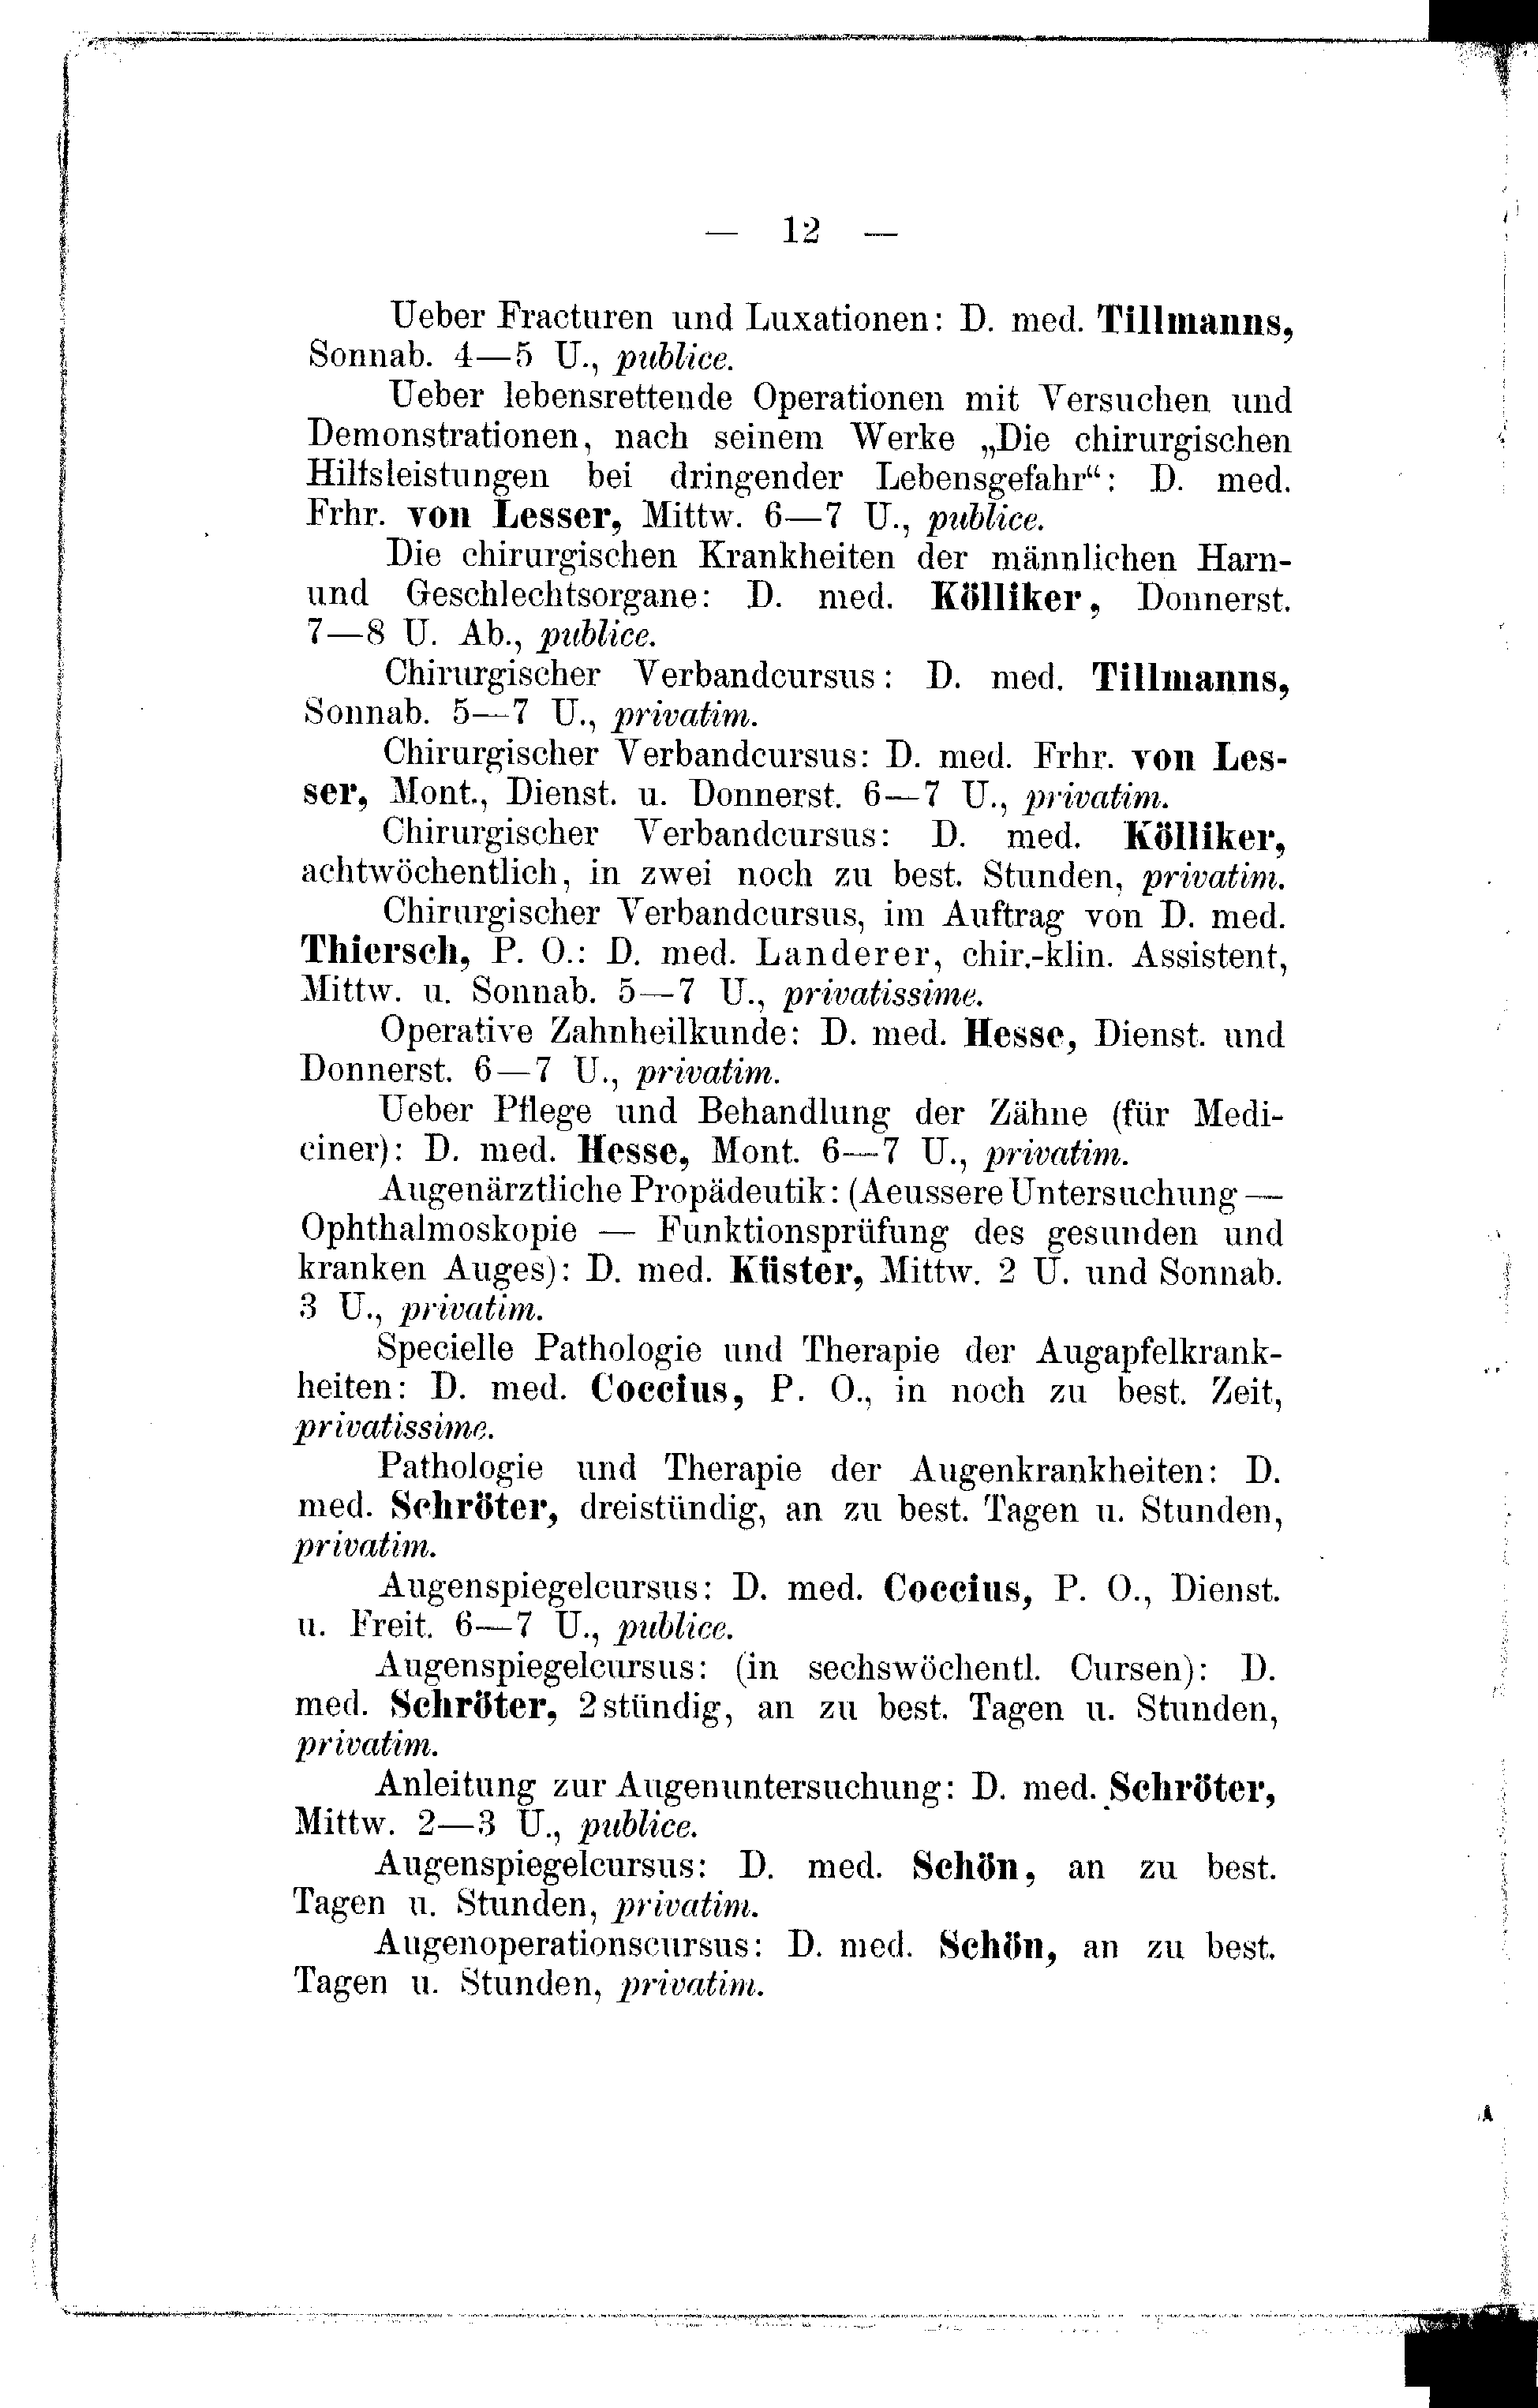 — 12 —
Ueber Fracturen und Luxationen: D. med. Tillmanns,
Sonnab. 4—5 U., publice.
Ueber lebensrettende Operationen mit Versuchen und
Demonstrationen, nach seinem Werke „Die chirurgischen
Hilfsleistungen bei dringender Lebensgefahr“: D. med.
Frhr. von Lesser, Mittw. 6—7 U., publice.
Die chirurgischen Krankheiten der männlichen Harn-
und Geschlechtsorgane: D. med. Kölliker, Donnerst.
7—8 U. Ab., publice.
Chirurgischer Verbandcursus: D. med. Tillmanns,
Sonnab. 5—7 U., privatim.
Chirurgischer Verbandcursus: D. med. Frhr. von Les-
ser, Mont., Dienst. u. Donnerst. 6—7 U., privatim.
Chirurgischer Verbandcursus: D. med. Kölliker,
achtwöchentlich, in zwei noch zu best. Stunden, privatim.
Chirurgischer Verbandcursus, im Auftrag von D. med.
Thiersch, P. O.: D. med. Landerer, chir.-klin. Assistent,
Mittw. u. Sonnab. 5—7 U., privatissime.
Operative Zahnheilkunde: D. med. Hesse, Dienst. und
Donnerst. 6—7 U., privatim.
Ueber Pflege und Behandlung der Zähne (für Medi-
ciner): D. med. Hesse, Mont. 6—7 U., privatim.
Augenärztliche Propädeutik: (Aeussere Untersuchung —
Ophthalmoskopie — Funktionsprüfung des gesunden und
kranken Auges): D. med. Küster, Mittw. 2 U. und Sonnab.
3 U., privatim.
Specielle Pathologie und Therapie der Augapfelkrank-
heiten: D. med. Coccius, P. O., in noch zu best. Zeit,
privatissime.
Pathologie und Therapie der Augenkrankheiten: D.
med. Schröter, dreistündig, an zu best. Tagen u. Stunden,
privatim.
Augenspiegelcursus: D. med. Coccius, P. O., Dienst.
u. Freit. 6—7 U., publice.
Augenspiegelcursus: (in sechswöchentl. Cursen): D.
med. Schröter, 2stündig, an zu best. Tagen u. Stunden,
privatim.
Anleitung zur Augenuntersuchung: D. med. Schröter,
Mittw. 2—3 U., publice.
Augenspiegelcursus: D. med. Schön, an zu best.
Tagen u. Stunden, privatim.
Augenoperationscursus: D. med. Schön, an zu best.
Tagen u. Stunden, privatim.